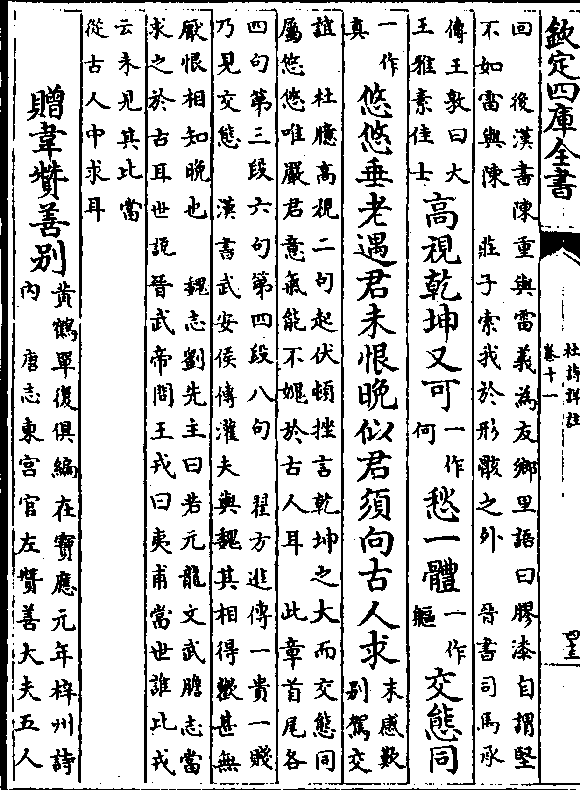 欽定四庫全書
杜詩詳註
卷十一
回　後漢書陳重與雷義為友鄉里語曰膠漆自謂堅
不如雷與陳　莊子索我於形骸之外　晉書司馬承
傳王敦曰大
王雅素佳士
高視乾坤又可一作何愁一體一作軀交態同
一作真悠悠垂老遇君未恨晚似君須向古人求末感歎
别駕交
誼　杜臆高視二句起伏頓挫言乾坤之大而交態同
屬悠悠唯嚴君意氣能不媿於古人耳　此章首尾各
四句第三段六句第四段八句　翟方進傳一貴一賤
乃見交態　漢書武安侯傳灌夫與魏其相得驩甚無
厭恨相知晚也　魏志劉先主曰若元龍文武膽志當
求之於古耳世說晉武帝問王戎曰夷甫當世誰比戎
云未見其比當
從古人中求耳
贈韋贊善别
黄鶴單復俱編在寶應元年梓州詩
内　唐志東宫官左贊善大夫五人